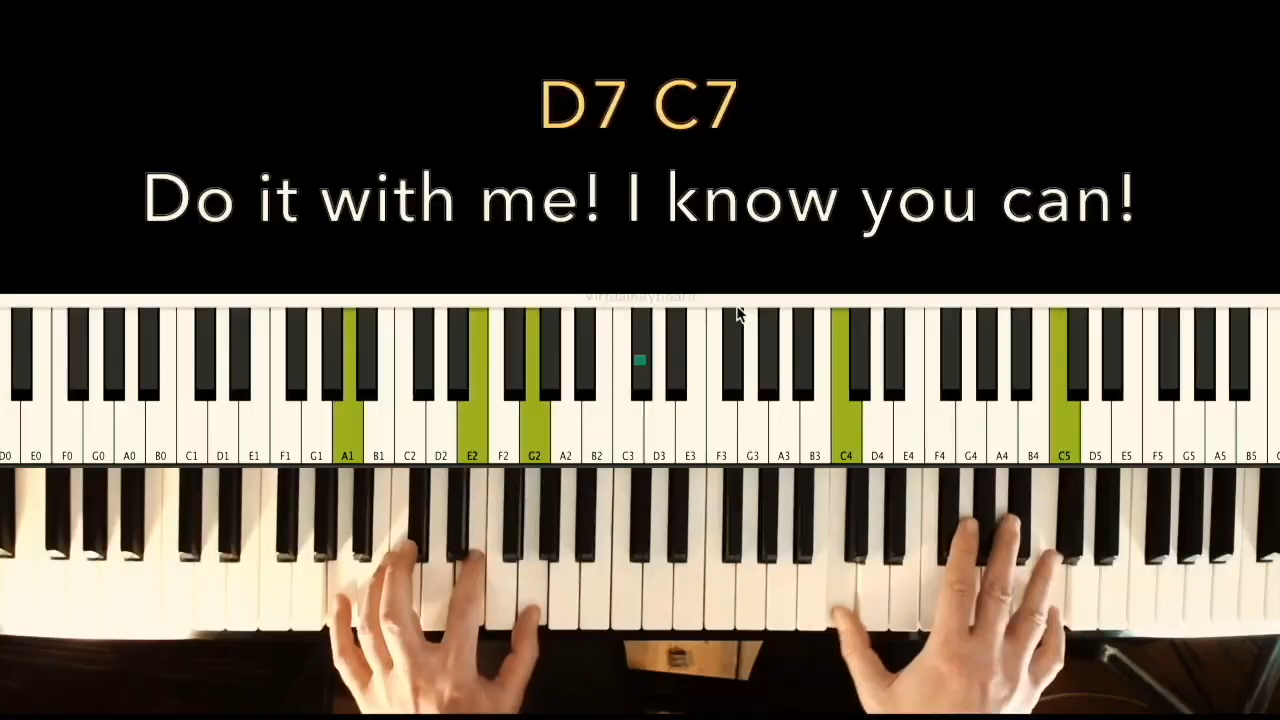 D7 C7
Do it with me! I know you can!
VirtualKeyboard
D0 E0 F0 G0 A0 B0 C1 D1 E1 F1 G1 A1 B1 C2 D2 E2 F2 G2 A2 B2 C3 D3 E3 F3 G3 A3 B3 C4 D4 E4 F4 G4 A4 B4 C5 D5 E5 F5 G5 A5 B5